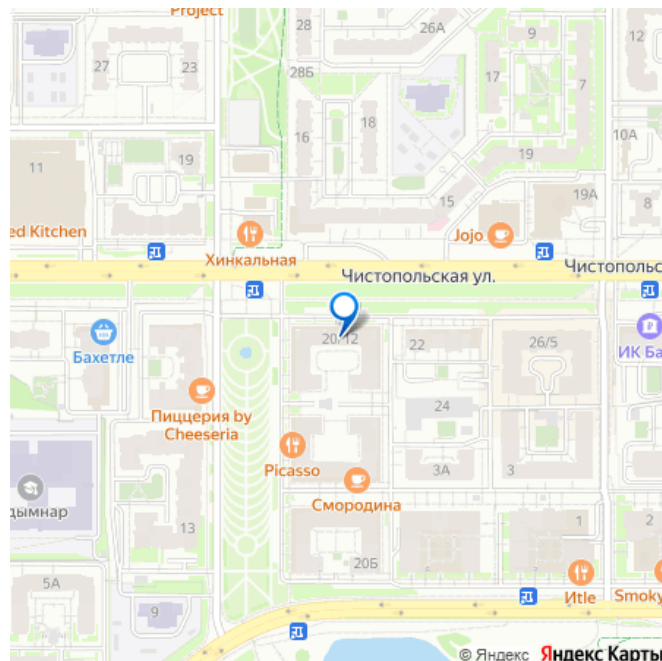 Project
26А
9
12
27
23
28
28Б
17
7
16
18
10А
11
19
19
19А
15
8
ed Kitchen
Jojo
Хинкальная
Чистопольская ул.
Чистопольс
20/12
22
26/5
Бахетле
ИК Ба
Пиццерия by
Cheeseria
24
Picasso
3А
3
Смородина
дымнар
13
1
2
20Б
5А
9
Itle
Smoky
© Яндекс Яндекс Карты